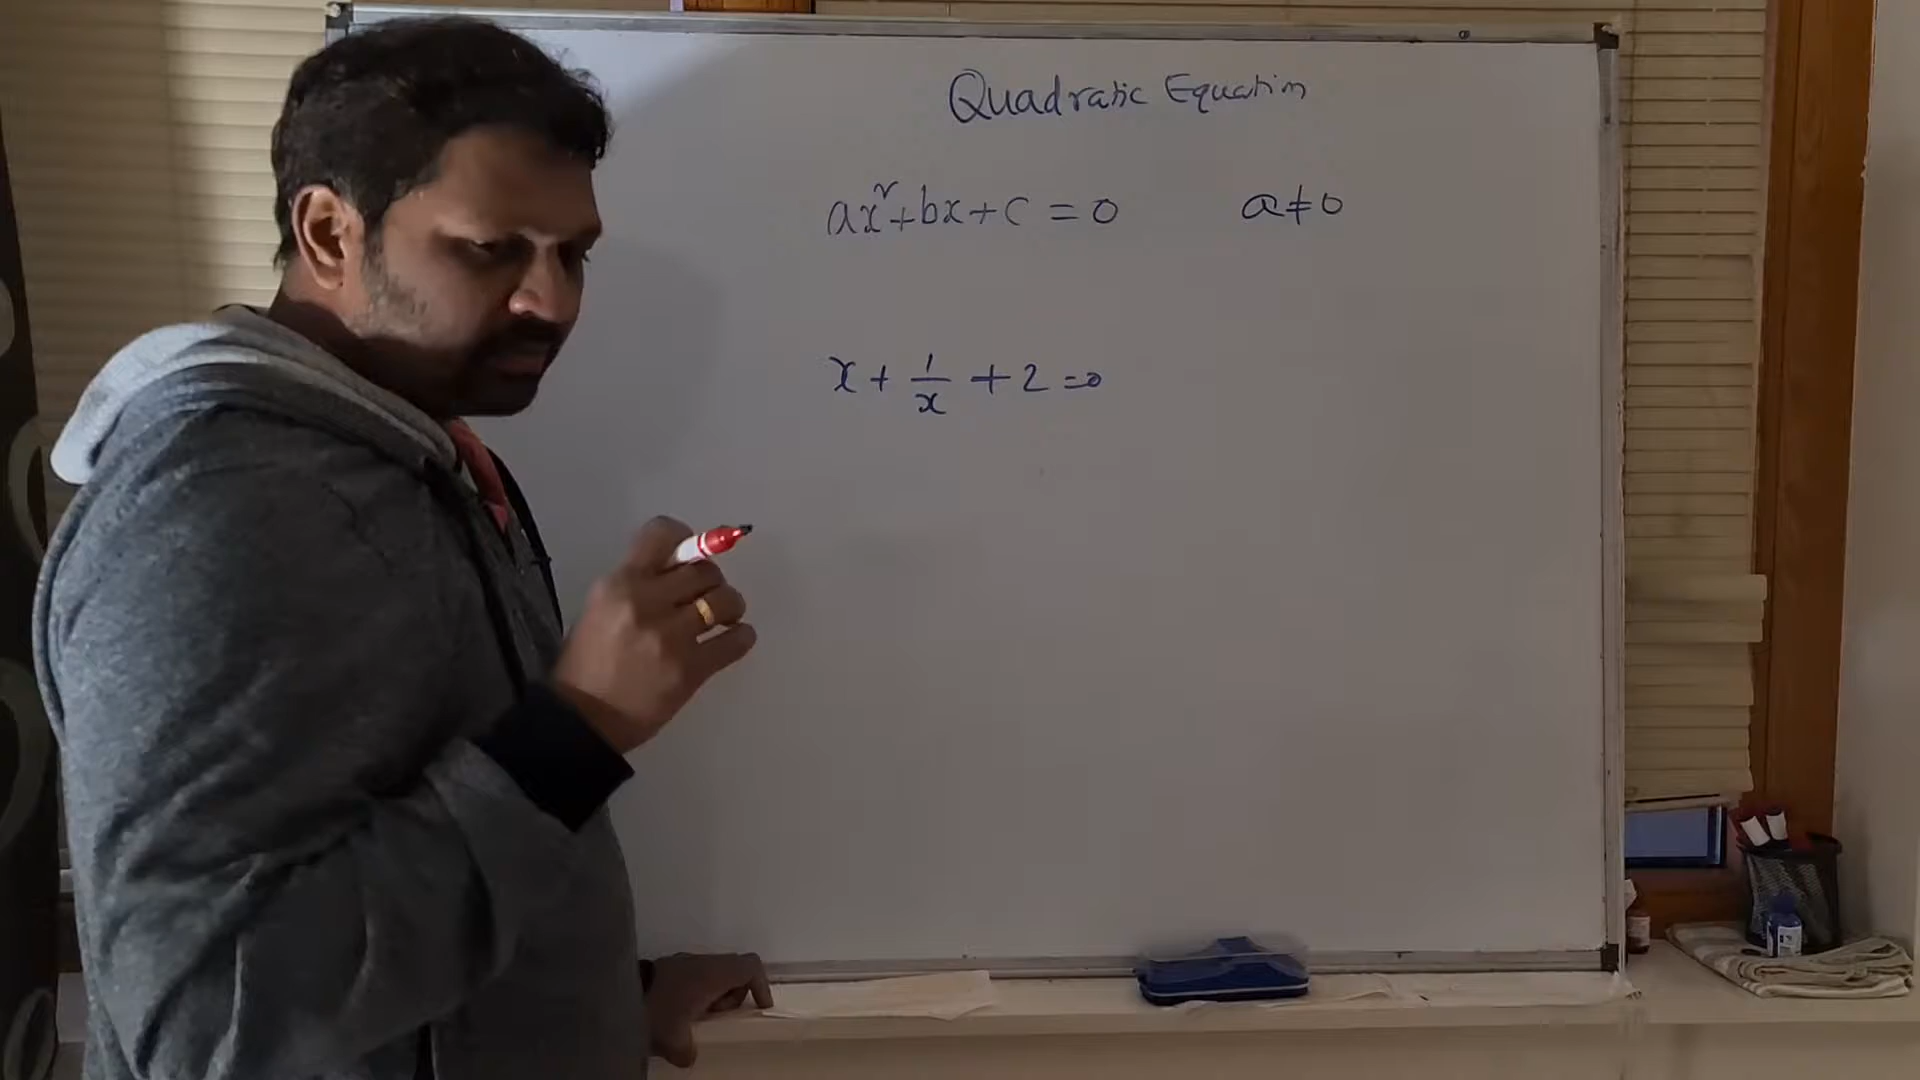 Quadratic Equation
ax²+bx+c = 0 a≠0
x + 1/x + 2 = 0